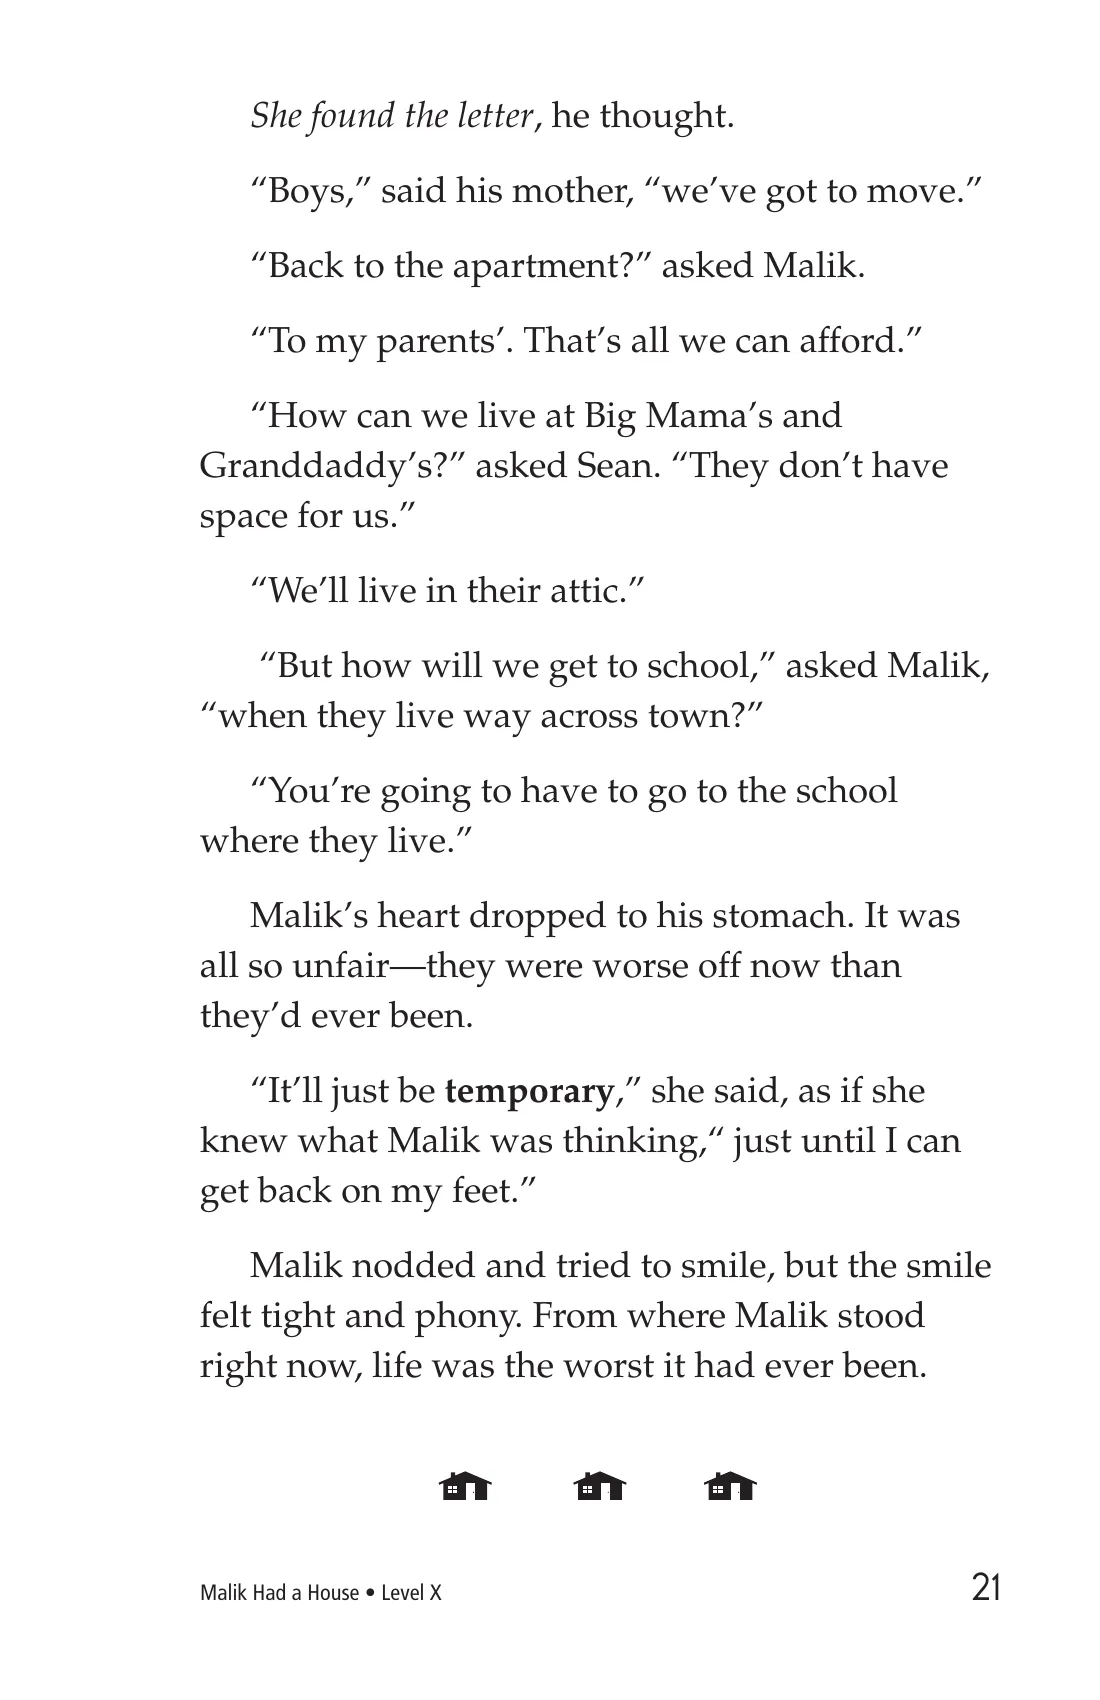 She found the letter, he thought.
“Boys,” said his mother, “we’ve got to move.”
“Back to the apartment?” asked Malik.
“To my parents’. That’s all we can afford.”
“How can we live at Big Mama’s and
Granddaddy’s?” asked Sean. “They don’t have
space for us.”
“We’ll live in their attic.”
“But how will we get to school,” asked Malik,
“when they live way across town?”
“You’re going to have to go to the school
where they live.”
Malik’s heart dropped to his stomach. It was
all so unfair—they were worse off now than
they’d ever been.
“It’ll just be temporary,” she said, as if she
knew what Malik was thinking,“ just until I can
get back on my feet.”
Malik nodded and tried to smile, but the smile
felt tight and phony. From where Malik stood
right now, life was the worst it had ever been.
Malik Had a House • Level X
21